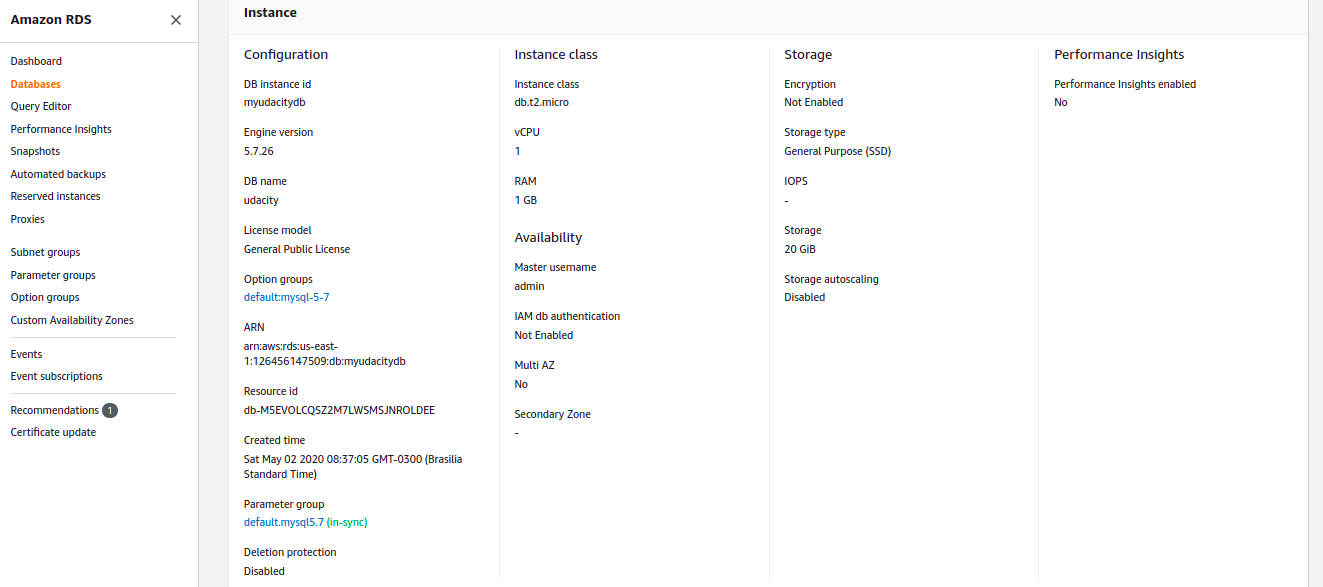 Amazon RDS
Dashboard
Databases
Query Editor
Performance Insights
Snapshots
Automated backups
Reserved instances
Proxies
Subnet groups
Parameter groups
Option groups
Custom Availability Zones
Events
Event subscriptions
Recommendations 1
Certificate update
Instance
Configuration
DB instance id
myudacitydb
Engine version
5.7.26
DB name
udacity
License model
General Public License
Option groups
default:mysql-5-7
ARN
arn:aws:rds:us-east-
1:126456147509:db:myudacitydb
Resource id
db-M5EVOLCQSZ2M7LWSMSJNROLDEE
Created time
Sat May 02 2020 08:37:05 GMT-0300 (Brasilia
Standard Time)
Parameter group
default.mysql5.7 (in-sync)
Deletion protection
Disabled
Instance class
Instance class
db.t2.micro
vCPU
1
RAM
1 GB
Availability
Master username
admin
IAM db authentication
Not Enabled
Multi AZ
No
Secondary Zone
-
Storage
Encryption
Not Enabled
Storage type
General Purpose (SSD)
IOPS
-
Storage
20 GiB
Storage autoscaling
Disabled
Performance Insights
Performance Insights enabled
No